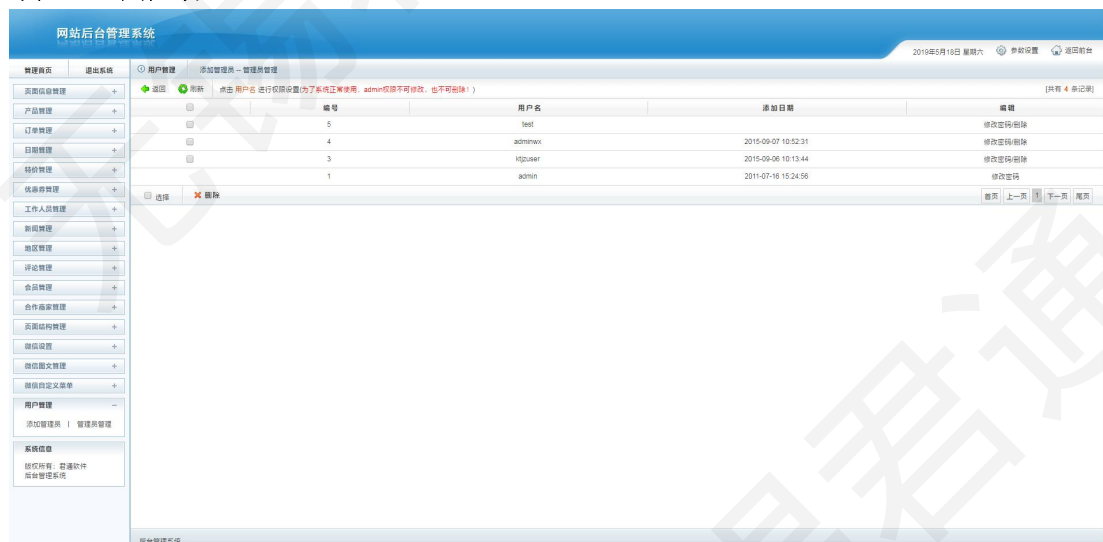 网站后台管理系统
2019年5月18日 星期六 参数设置 返回前台
管理首页 退出系统 用户管理 添加管理员 -- 管理员管理
返回 刷新 点击 用户名 进行权限设置(为了系统正常使用,admin权限不可修改,也不可删除!) [共有 4 条记录]
编号 用户名 添加日期 编辑
5 test 修改密码/删除
4 adminwx 2015-09-07 10:52:31 修改密码/删除
3 ktjzuser 2015-09-06 10:13:44 修改密码/删除
1 admin 2011-07-16 15:24:56 修改密码
选择 删除 首页 上一页 1 下一页 尾页
页面信息管理 +
产品管理 +
订单管理 +
日期管理 +
特价管理 +
优惠券管理 +
工作人员管理 +
新闻管理 +
地区管理 +
评论管理 +
会员管理 +
合作商家管理 +
页面结构管理 +
微信设置 +
微信图文管理 +
微信自定义菜单 +
用户管理 −
添加管理员 | 管理员管理
系统信息
版权所有:君通软件
后台管理系统
后台管理系统
无锡
君通